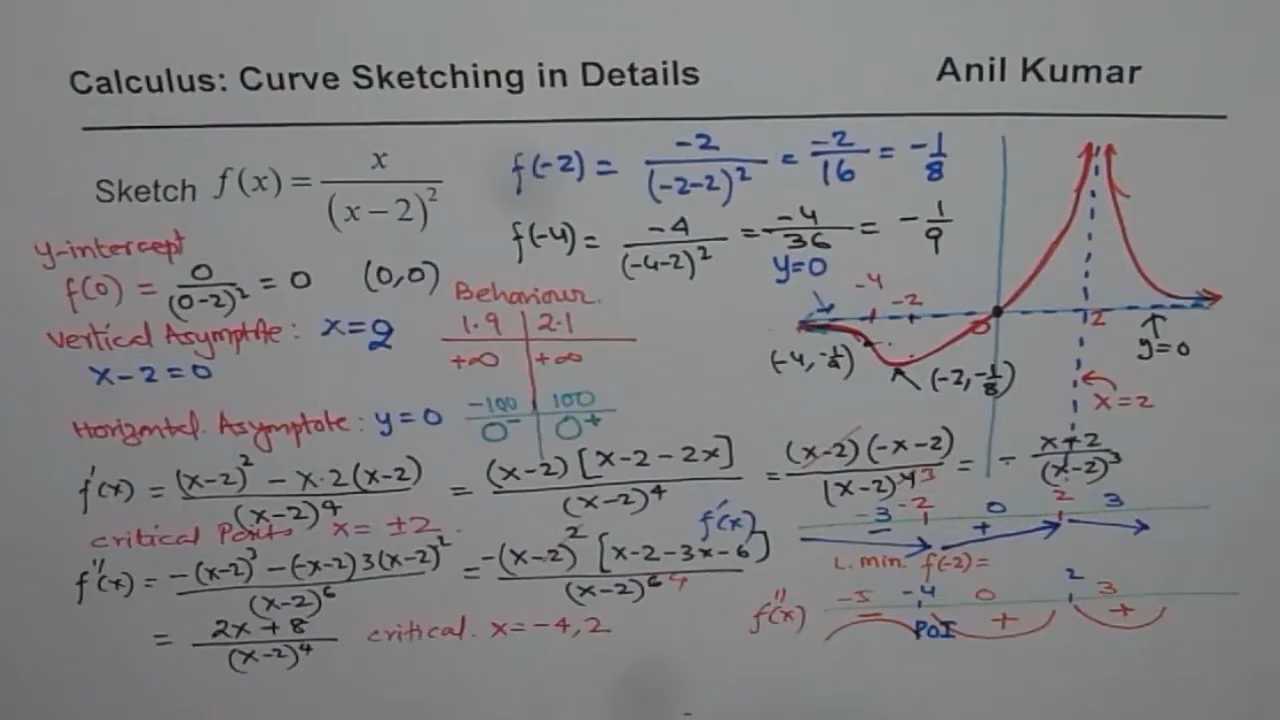 Calculus: Curve Sketching in Details
Anil Kumar
Sketch f(x) = x/(x−2)²
f(-2) = -2/(-2-2)² = -2/16 = -1/8
f(-4) = -4/(-4-2)² = -4/36 = -1/9
y-intercept
f(0) = 0/(0-2)² = 0 (0,0)
Vertical Asymptote: x=2
x-2=0
Behaviour.
1.9 | 2.1
+∞ | +∞
Horizontal. Asymptote: y=0
-100 | 100
0⁻ | 0⁺
y=0
-4
-2
0
2
y=0
(-2, -1/8)
x=2
f'(x) = ((x-2)² - x·2(x-2))/(x-2)⁴ = ((x-2)[x-2-2x])/(x-2)⁴ = ((x-2)(-x-2))/(x-2)⁴ 3 = - (x+2)/(x-2)³
critical Points x = ±2.
f'(x)
-3 -2 0 2 3
- +
L. min. f(-2)=
f''(x) = (-(x-2)³ - (-x-2)3(x-2)²)/(x-2)⁶ = (-(x-2)²[x-2-3x-6])/(x-2)⁶ 4
f''(x)
-5 -4 0 2 3
- POI + +
= (2x+8)/(x-2)⁴ critical. x=-4,2